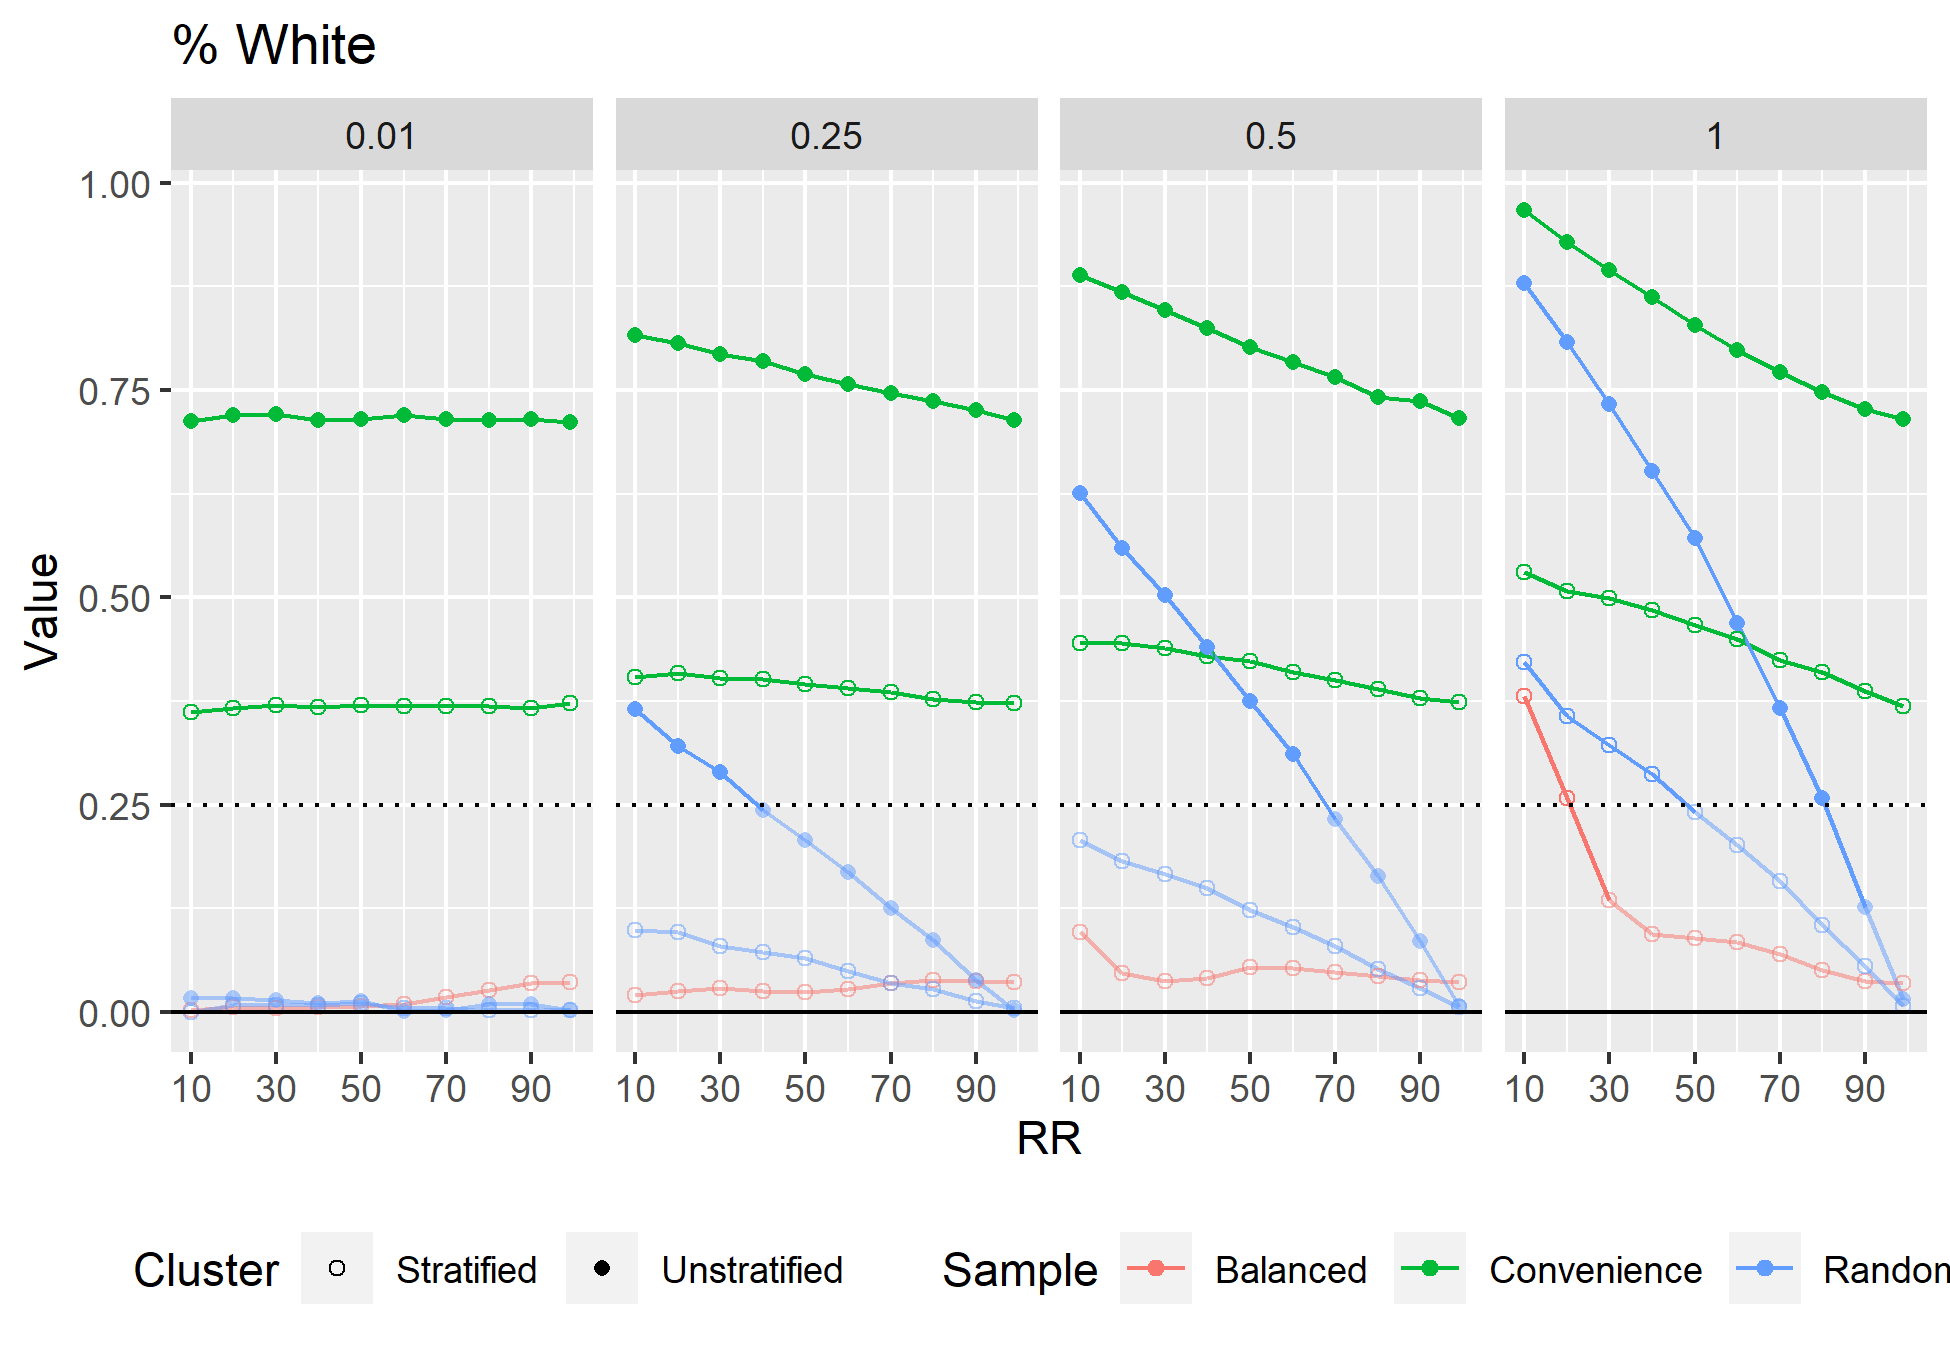 % White
0.01 0.25 0.5 1
1.00
0.75
0.50
0.25
0.00
Value
10 30 50 70 90 10 30 50 70 90 10 30 50 70 90 10 30 50 70 90
RR
Cluster Stratified Unstratified Sample Balanced Convenience Randon